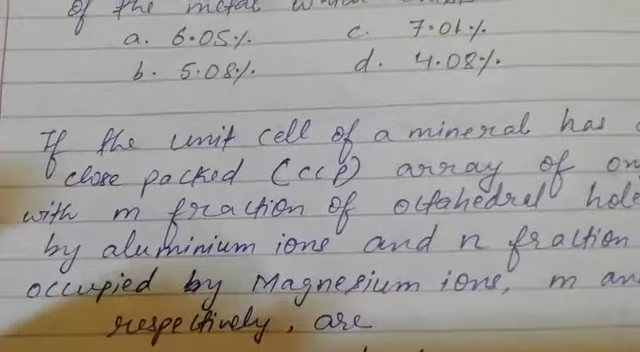 of the metal
a. 6.05%. c. 7.01%.
b. 5.08%. d. 4.08%.
If the unit cell of a mineral has
close packed (ccp) array of
with m fraction of octahedral
by aluminium ions and n fraction
occupied by Magnesium ions, m
respectively, are